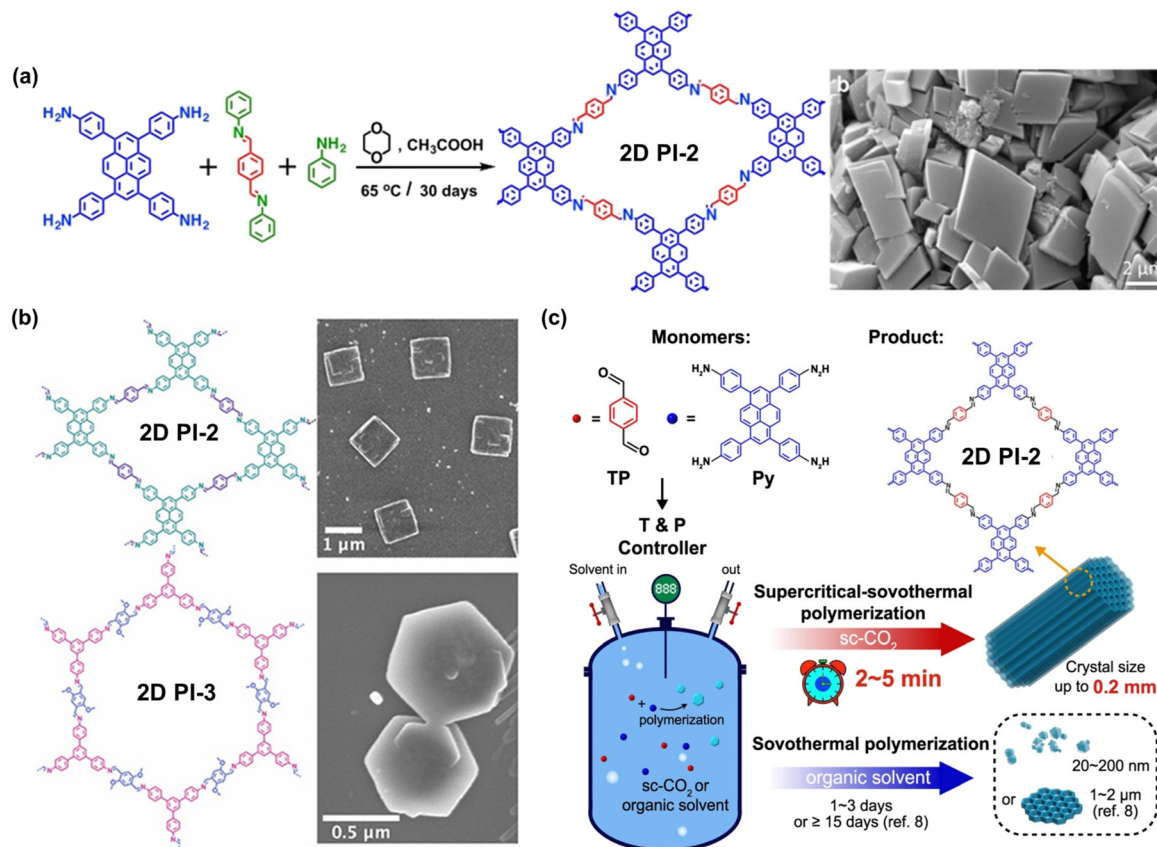 (a)
H2N
NH2
H2N
NH2
+
N
N
+
NH2
O
O
, CH3COOH
65 °C / 30 days
2D PI-2
N
N
N
N
N
N
N
N
b
2 μm
(b)
2D PI-2
1 μm
2D PI-3
0.5 μm
(c)
Monomers:
Product:
O
O
TP
H2N
N2H
NH2
N2H
Py
=
=
2D PI-2
T & P
Controller
Solvent in
out
888
+
polymerization
sc-CO2 or
organic solvent
Supercritical-sovothermal
polymerization
sc-CO2
2~5 min
Crystal size
up to 0.2 mm
Sovothermal polymerization
organic solvent
1~3 days
or ≥ 15 days (ref. 8)
20~200 nm
or
1~2 μm
(ref. 8)